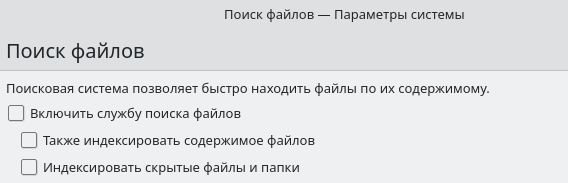 Поиск файлов — Параметры системы
Поиск файлов
Поисковая система позволяет быстро находить файлы по их содержимому.
Включить службу поиска файлов
Также индексировать содержимое файлов
Индексировать скрытые файлы и папки